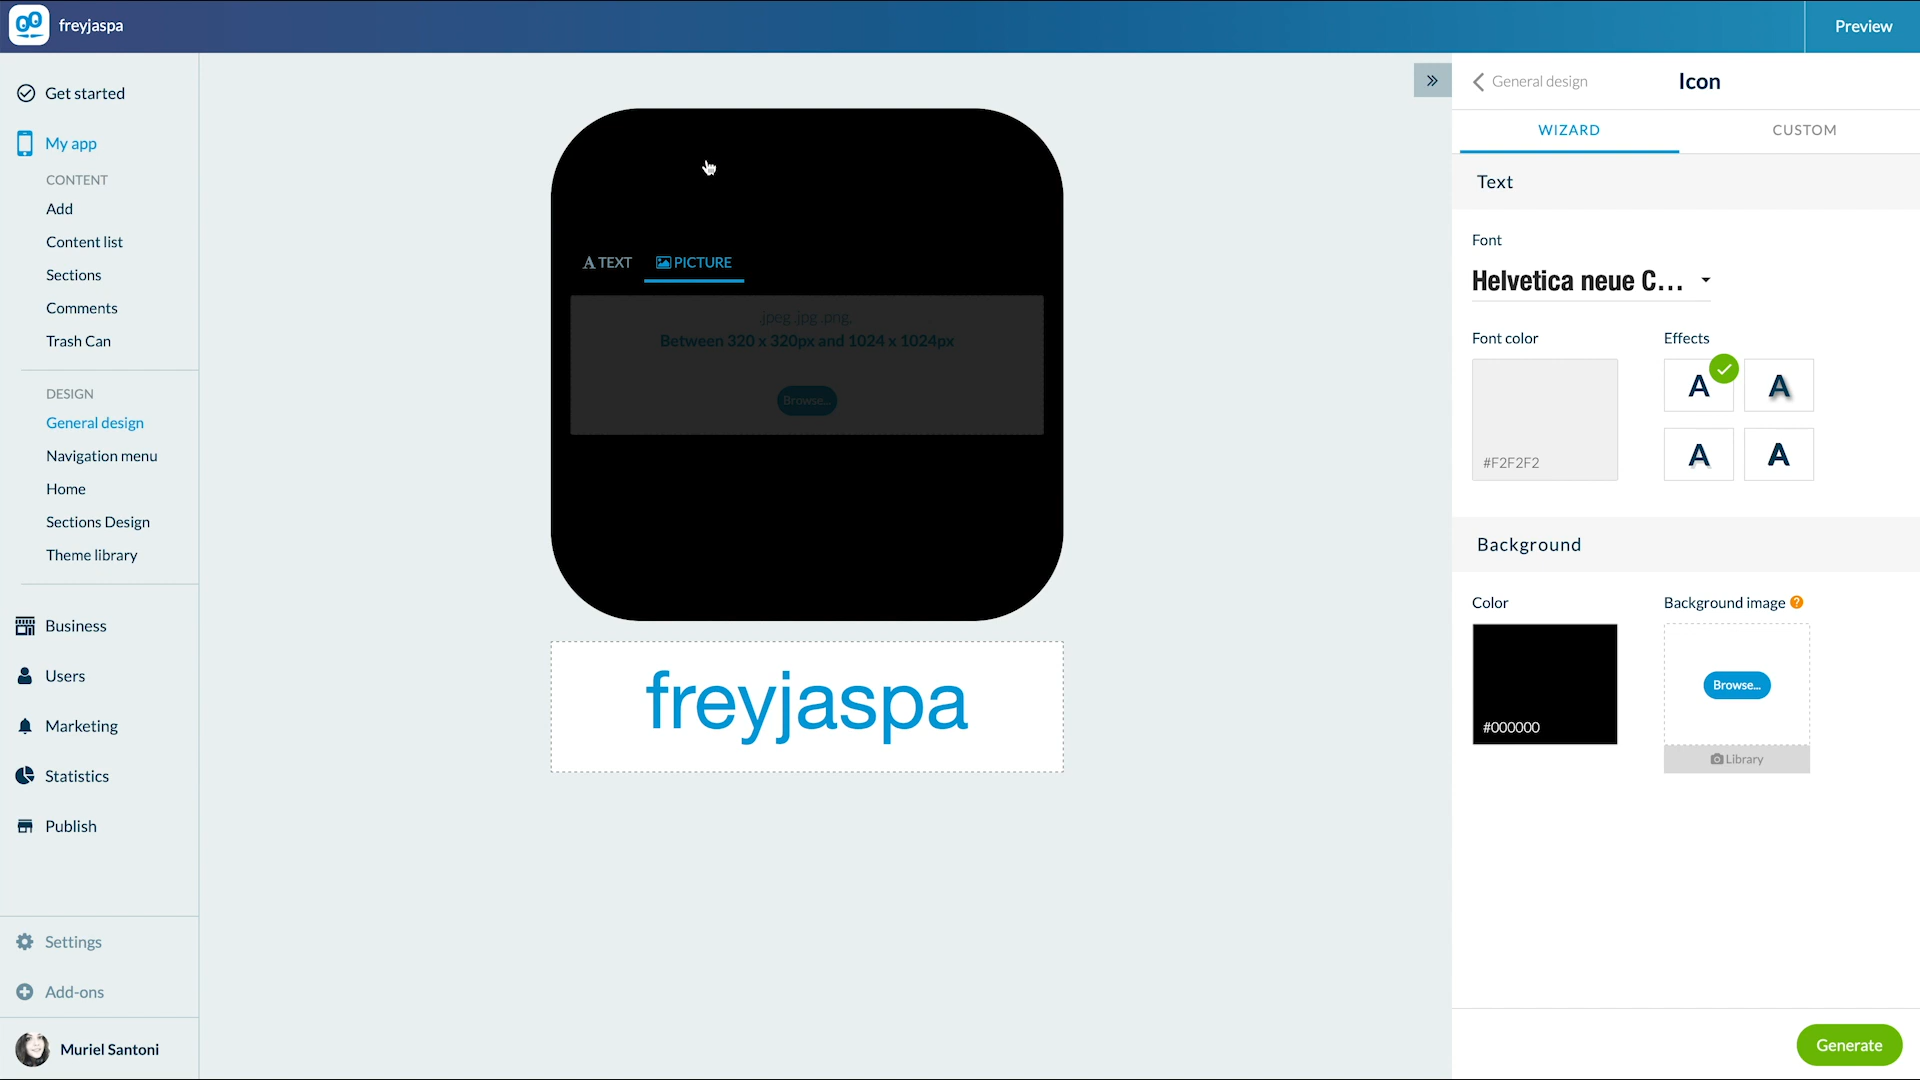 freyjaspa
Preview
Get started
My app
CONTENT
Add
Content list
Sections
Comments
Trash Can
DESIGN
General design
Navigation menu
Home
Sections Design
Theme library
Business
Users
Marketing
Statistics
Publish
Settings
Add-ons
Muriel Santoni
A TEXT
PICTURE
.jpeg .jpg .png.
Between 320 x 320px and 1024 x 1024px
Browse...
freyjaspa
General design
Icon
WIZARD
CUSTOM
Text
Font
Helvetica neue C...
Font color
Effects
#F2F2F2
A
A
A
A
Background
Color
Background image ?
#000000
Browse...
Library
Generate